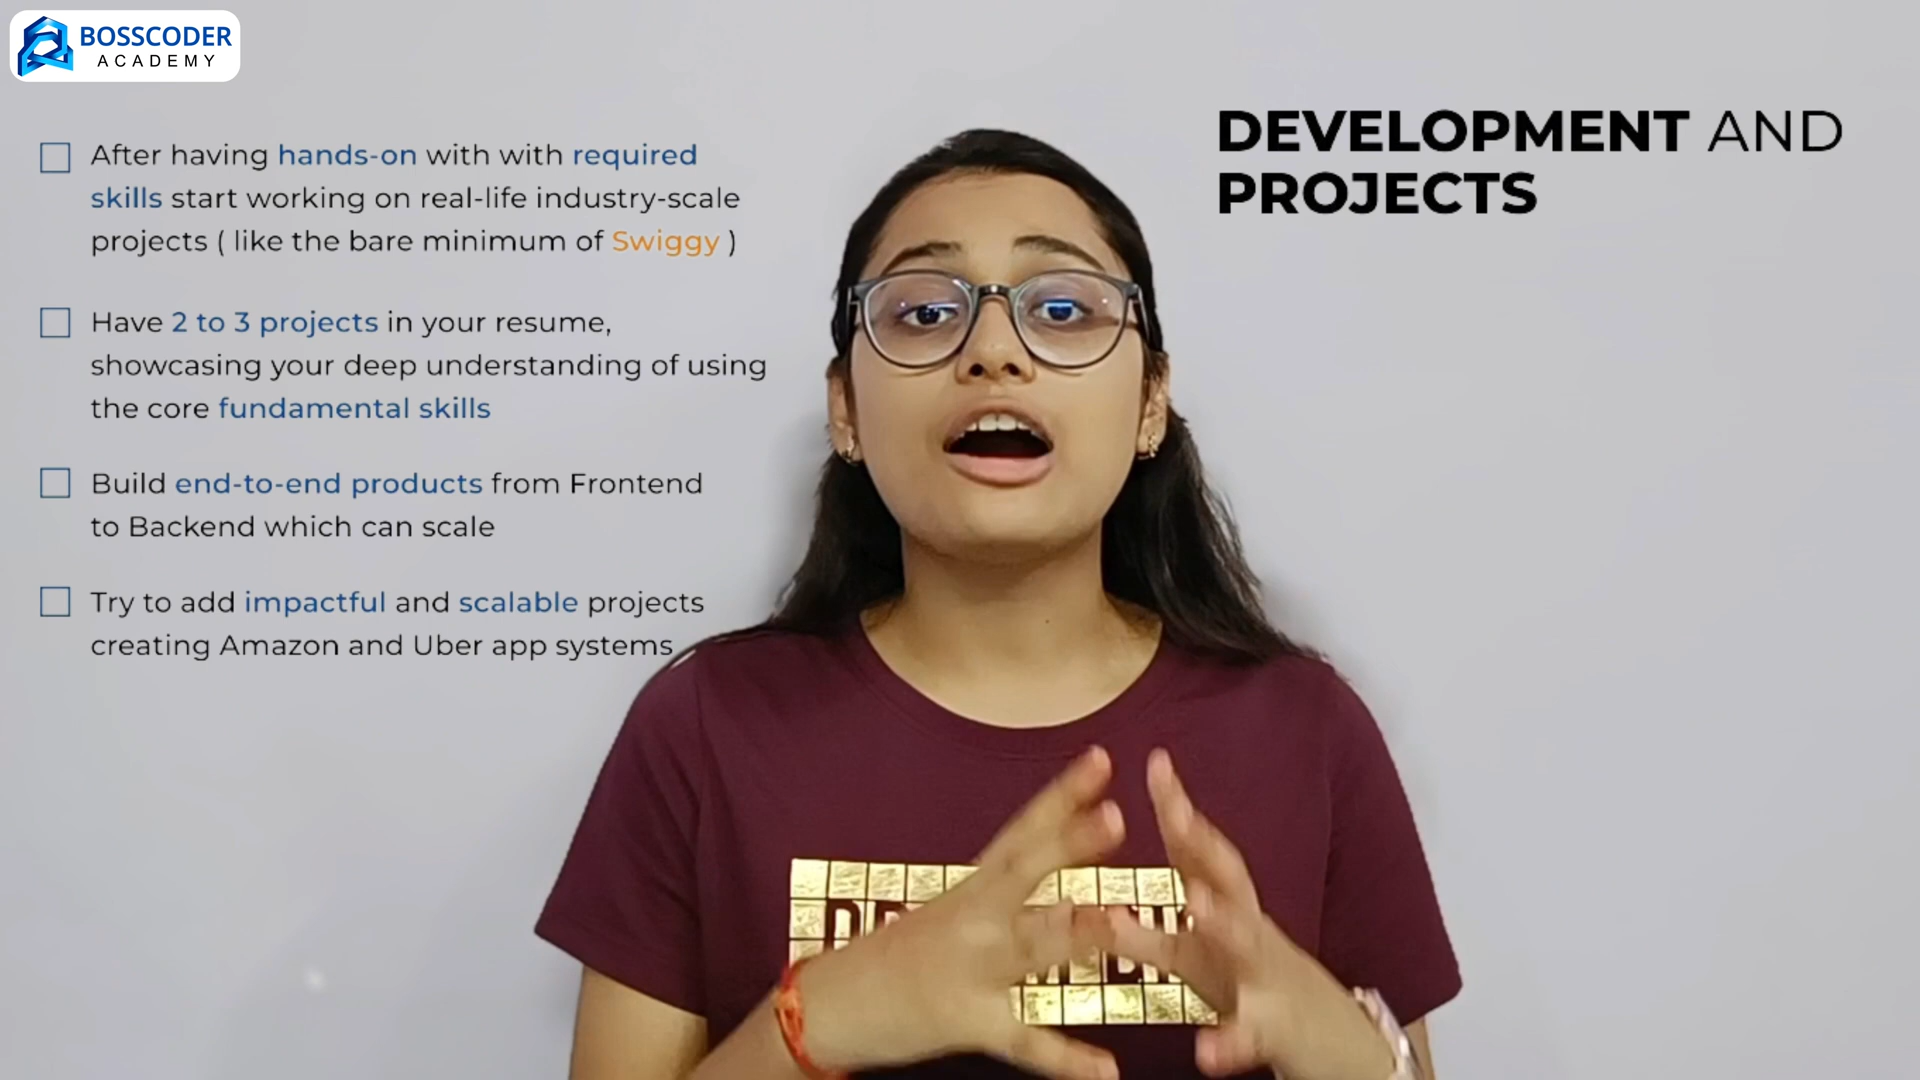 BOSSCODER
ACADEMY
DEVELOPMENT AND
PROJECTS
After having hands-on with with required
skills start working on real-life industry-scale
projects ( like the bare minimum of Swiggy )
Have 2 to 3 projects in your resume,
showcasing your deep understanding of using
the core fundamental skills
Build end-to-end products from Frontend
to Backend which can scale
Try to add impactful and scalable projects
creating Amazon and Uber app systems